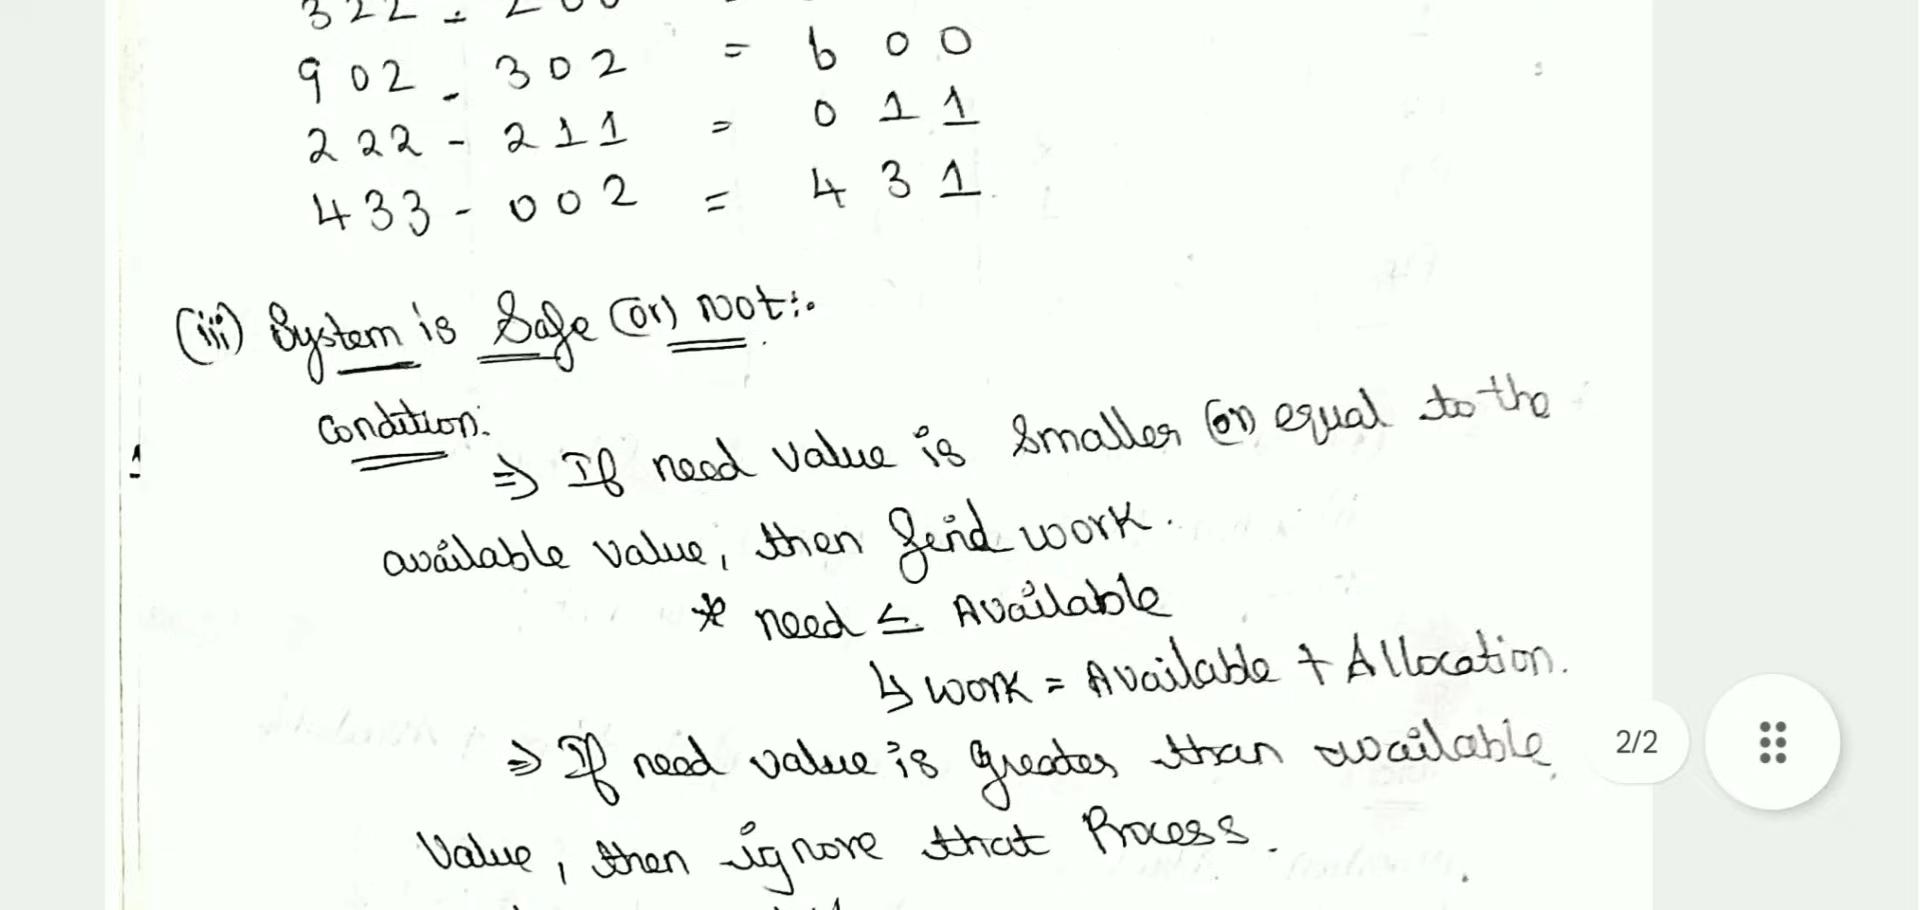 322 - 200
902 - 302 = 600
222 - 211 = 011
433 - 002 = 431
(iii) System is Safe (or) Not:-
Condition:
⇒ If need value is smaller (or) equal to the
available value, then find work.
* need ≤ Available
↳ work = Available + Allocation.
⇒ If need value is greater than available
Value, then ignore that Process.
2/2